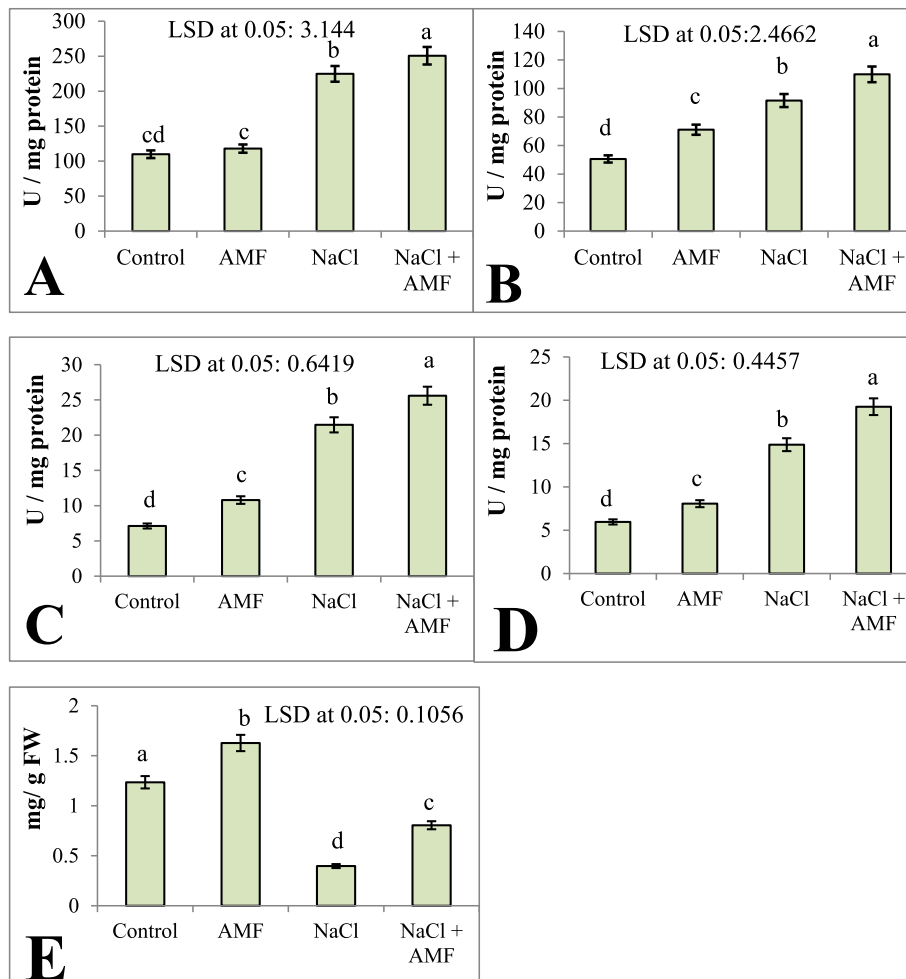 LSD at 0.05: 3.144
U / mg protein
300
250
200
150
100
50
0
cd
c
b
a
Control
AMF
NaCl
NaCl +
AMF
A
LSD at 0.05:2.4662
U / mg protein
140
120
100
80
60
40
20
0
d
c
b
a
Control
AMF
NaCl
NaCl +
AMF
B
LSD at 0.05: 0.6419
U / mg protein
30
25
20
15
10
5
0
d
c
b
a
Control
AMF
NaCl
NaCl +
AMF
C
LSD at 0.05: 0.4457
U / mg protein
25
20
15
10
5
0
d
c
b
a
Control
AMF
NaCl
NaCl +
AMF
D
LSD at 0.05: 0.1056
mg/ g FW
2
1.5
1
0.5
0
a
b
d
c
Control
AMF
NaCl
NaCl +
AMF
E